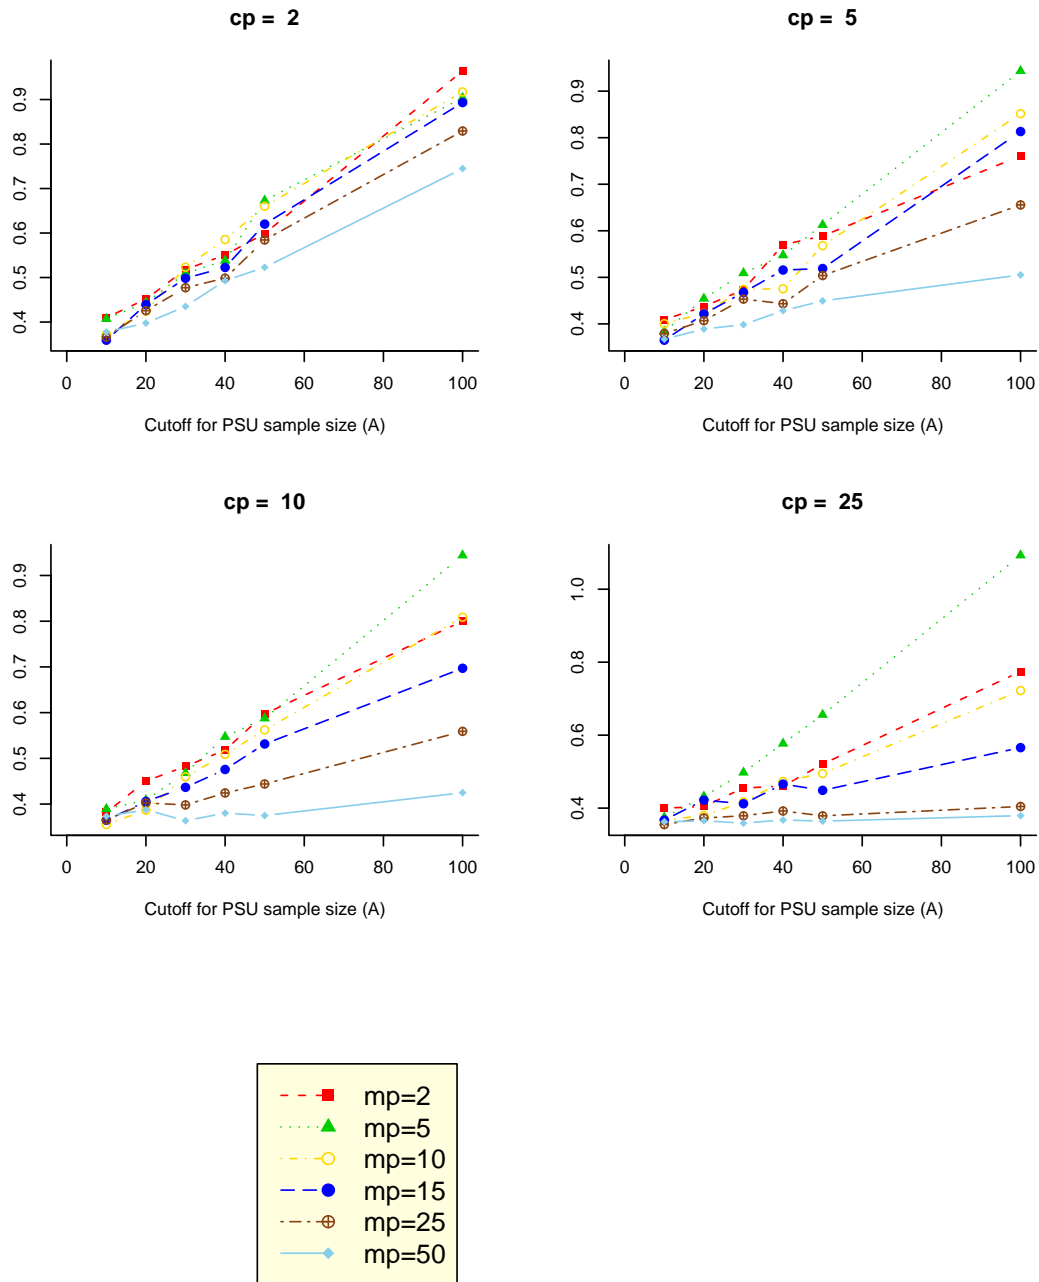 cp = 2
0.4 0.5 0.6 0.7 0.8 0.9
0 20 40 60 80 100
Cutoff for PSU sample size (A)
cp = 5
0.4 0.5 0.6 0.7 0.8 0.9
0 20 40 60 80 100
Cutoff for PSU sample size (A)
cp = 10
0.4 0.5 0.6 0.7 0.8 0.9
0 20 40 60 80 100
Cutoff for PSU sample size (A)
cp = 25
0.4 0.6 0.8 1.0
0 20 40 60 80 100
Cutoff for PSU sample size (A)
mp=2
mp=5
mp=10
mp=15
mp=25
mp=50